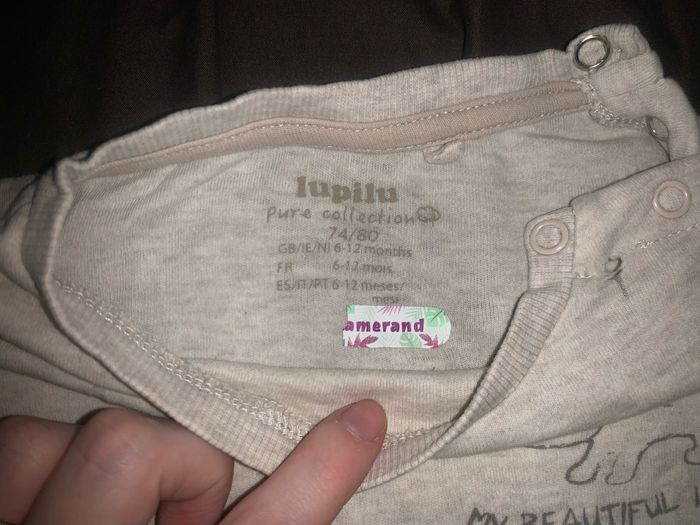 lupilu
pure collection
74/80
GB/IE/NI 6-12 months
FR 6-12 mois
ES/IT/PT 6-12 meses/
mesi
amerand
MY BEAUTIFUL